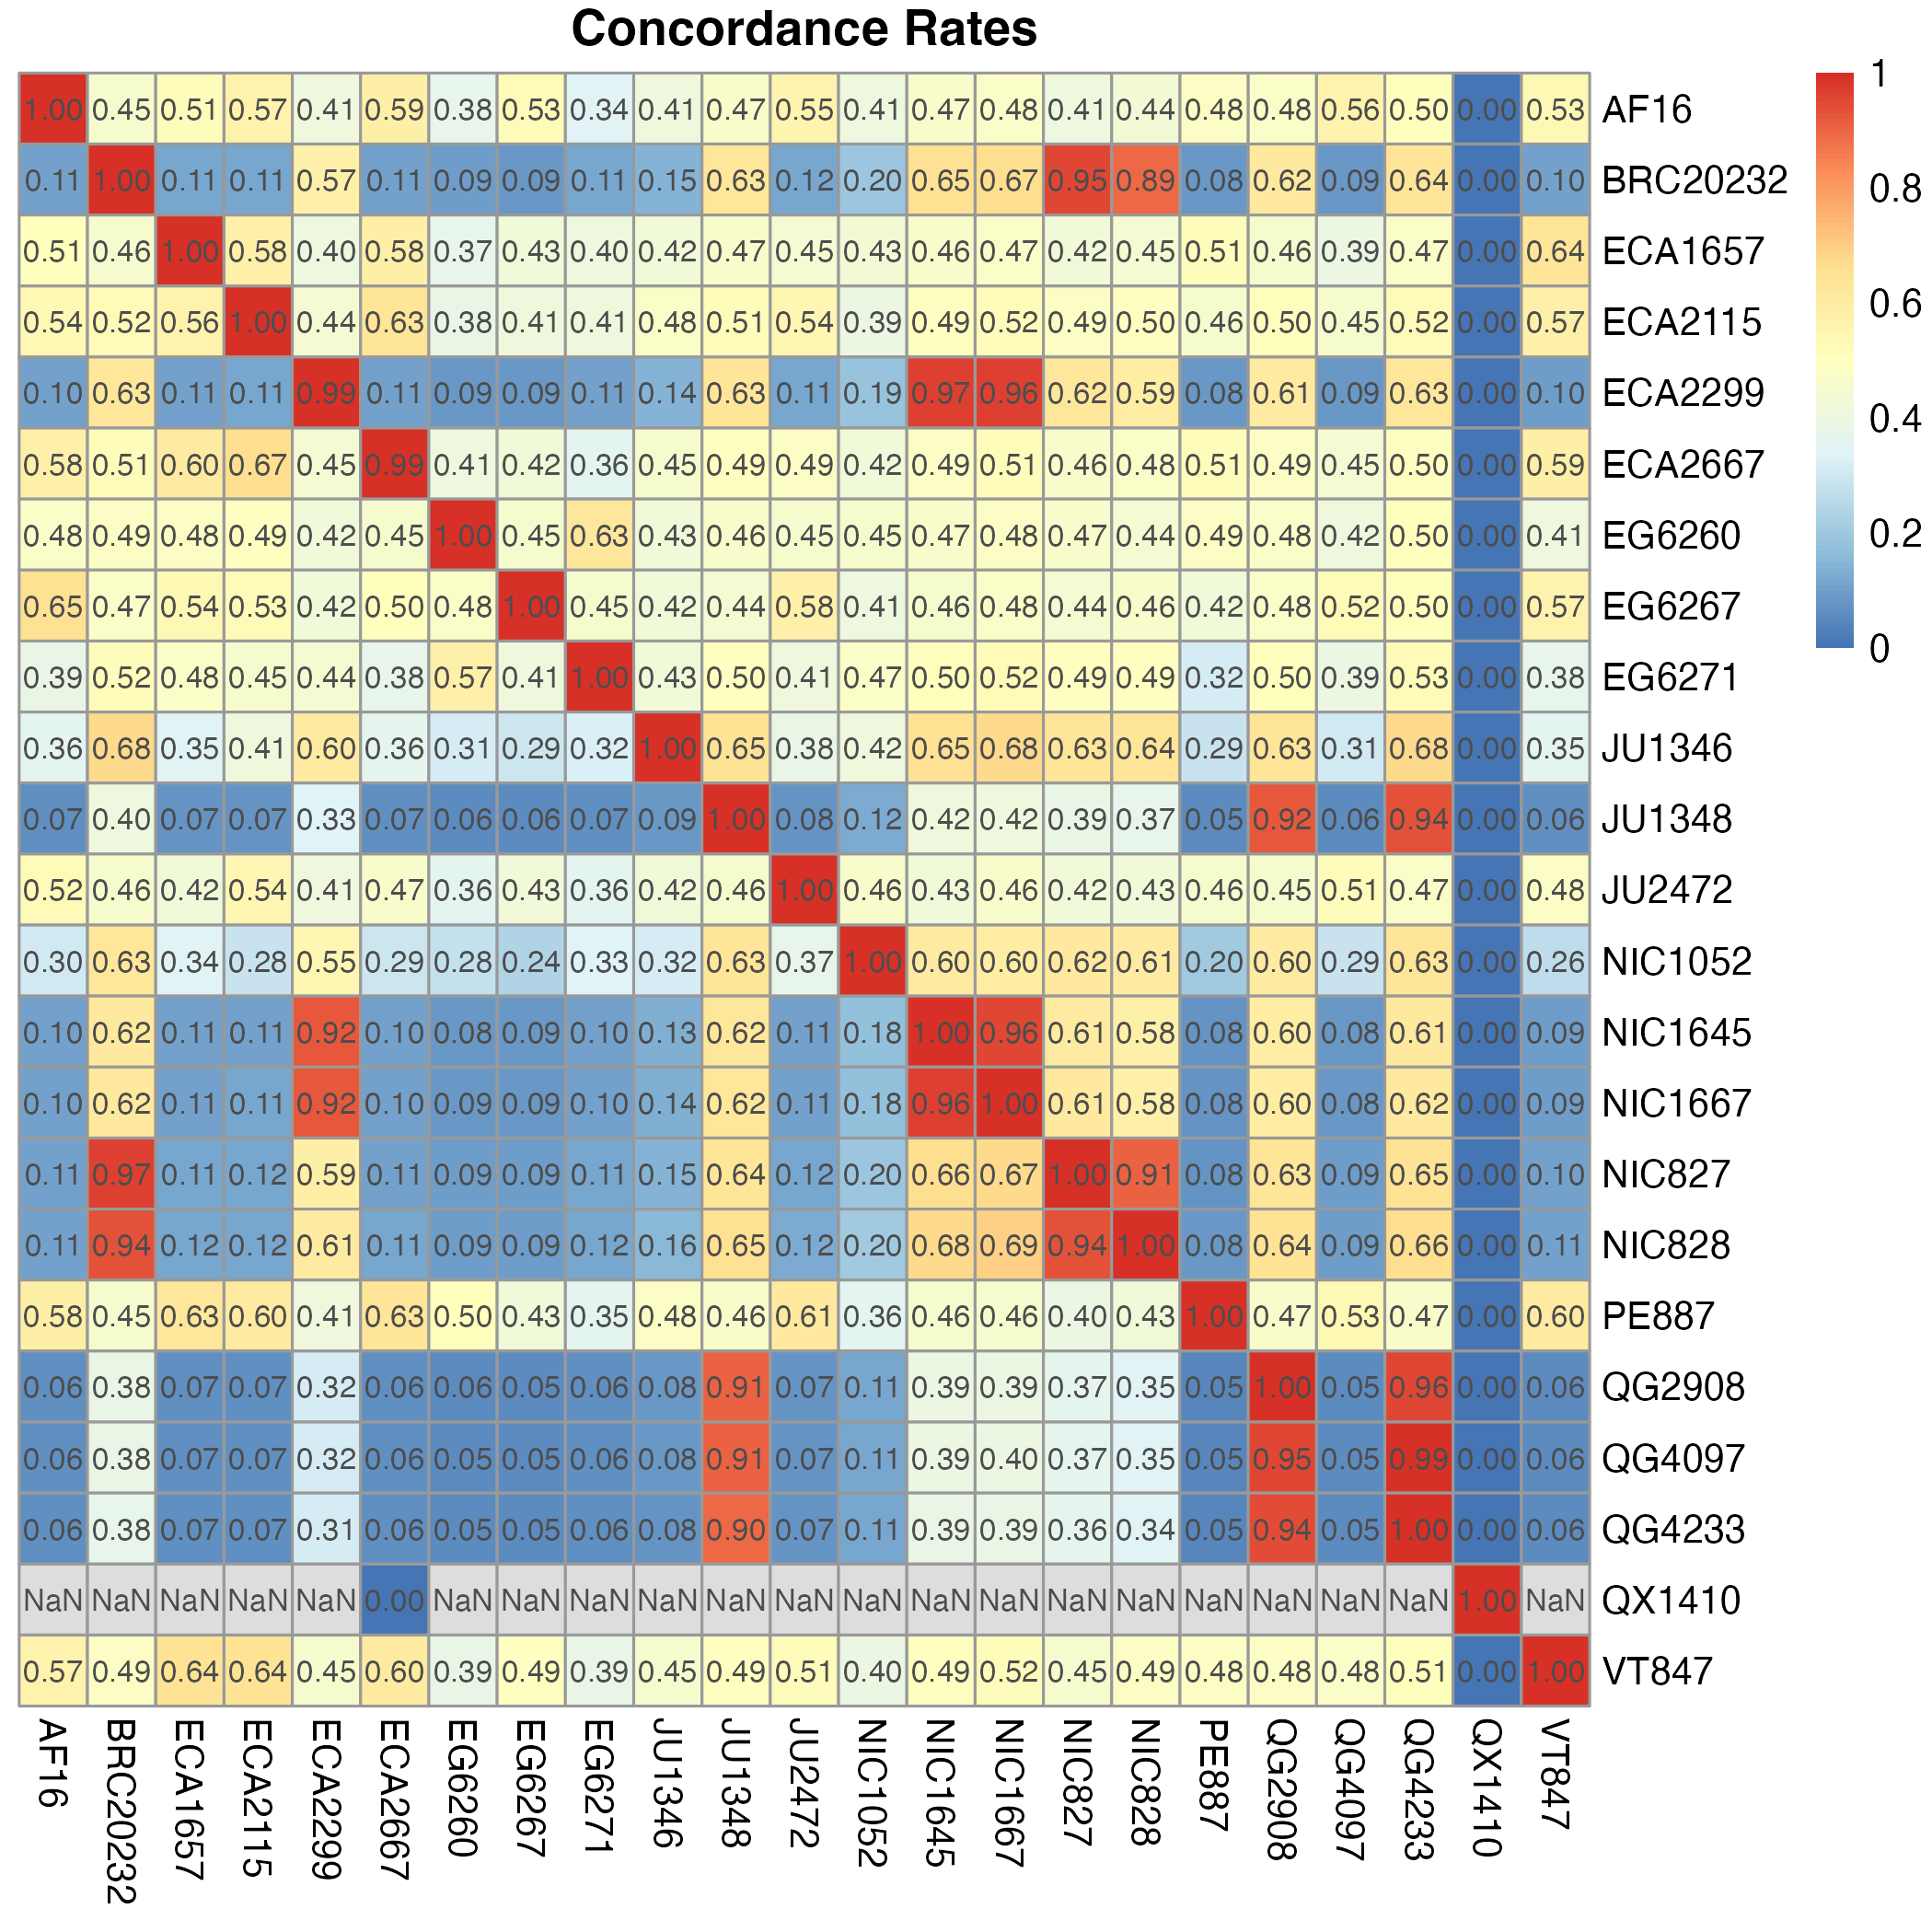 Concordance Rates
1.00 0.45 0.51 0.57 0.41 0.59 0.38 0.53 0.34 0.41 0.47 0.55 0.41 0.47 0.48 0.41 0.44 0.48 0.48 0.56 0.50 0.00 0.53 AF16
0.11 1.00 0.11 0.11 0.57 0.11 0.09 0.09 0.11 0.15 0.63 0.12 0.20 0.65 0.67 0.95 0.89 0.08 0.62 0.09 0.64 0.00 0.10 BRC20232
0.51 0.46 1.00 0.58 0.40 0.58 0.37 0.43 0.40 0.42 0.47 0.45 0.43 0.46 0.47 0.42 0.45 0.51 0.46 0.39 0.47 0.00 0.64 ECA1657
0.54 0.52 0.56 1.00 0.44 0.63 0.38 0.41 0.41 0.48 0.51 0.54 0.39 0.49 0.52 0.49 0.50 0.46 0.50 0.45 0.52 0.00 0.57 ECA2115
0.10 0.63 0.11 0.11 0.99 0.11 0.09 0.09 0.11 0.14 0.63 0.11 0.19 0.97 0.96 0.62 0.59 0.08 0.61 0.09 0.63 0.00 0.10 ECA2299
0.58 0.51 0.60 0.67 0.45 0.99 0.41 0.42 0.36 0.45 0.49 0.49 0.42 0.49 0.51 0.46 0.48 0.51 0.49 0.45 0.50 0.00 0.59 ECA2667
0.48 0.49 0.48 0.49 0.42 0.45 1.00 0.45 0.63 0.43 0.46 0.45 0.45 0.47 0.48 0.47 0.44 0.49 0.48 0.42 0.50 0.00 0.41 EG6260
0.65 0.47 0.54 0.53 0.42 0.50 0.48 1.00 0.45 0.42 0.44 0.58 0.41 0.46 0.48 0.44 0.46 0.42 0.48 0.52 0.50 0.00 0.57 EG6267
0.39 0.52 0.48 0.45 0.44 0.38 0.57 0.41 1.00 0.43 0.50 0.41 0.47 0.50 0.52 0.49 0.49 0.32 0.50 0.39 0.53 0.00 0.38 EG6271
0.36 0.68 0.35 0.41 0.60 0.36 0.31 0.29 0.32 1.00 0.65 0.38 0.42 0.65 0.68 0.63 0.64 0.29 0.63 0.31 0.68 0.00 0.35 JU1346
0.07 0.40 0.07 0.07 0.33 0.07 0.06 0.06 0.07 0.09 1.00 0.08 0.12 0.42 0.42 0.39 0.37 0.05 0.92 0.06 0.94 0.00 0.06 JU1348
0.52 0.46 0.42 0.54 0.41 0.47 0.36 0.43 0.36 0.42 0.46 1.00 0.46 0.43 0.46 0.42 0.43 0.46 0.45 0.51 0.47 0.00 0.48 JU2472
0.30 0.63 0.34 0.28 0.55 0.29 0.28 0.24 0.33 0.32 0.63 0.37 1.00 0.60 0.60 0.62 0.61 0.20 0.60 0.29 0.63 0.00 0.26 NIC1052
0.10 0.62 0.11 0.11 0.92 0.10 0.08 0.09 0.10 0.13 0.62 0.11 0.18 1.00 0.96 0.61 0.58 0.08 0.60 0.08 0.61 0.00 0.09 NIC1645
0.10 0.62 0.11 0.11 0.92 0.10 0.09 0.09 0.10 0.14 0.62 0.11 0.18 0.96 1.00 0.61 0.58 0.08 0.60 0.08 0.62 0.00 0.09 NIC1667
0.11 0.97 0.11 0.12 0.59 0.11 0.09 0.09 0.11 0.15 0.64 0.12 0.20 0.66 0.67 1.00 0.91 0.08 0.63 0.09 0.65 0.00 0.10 NIC827
0.11 0.94 0.12 0.12 0.61 0.11 0.09 0.09 0.12 0.16 0.65 0.12 0.20 0.68 0.69 0.94 1.00 0.08 0.64 0.09 0.66 0.00 0.11 NIC828
0.58 0.45 0.63 0.60 0.41 0.63 0.50 0.43 0.35 0.48 0.47 0.61 0.36 0.46 0.46 0.40 0.43 1.00 0.47 0.53 0.47 0.00 0.60 PE887
0.06 0.38 0.07 0.07 0.32 0.06 0.06 0.05 0.06 0.08 0.91 0.07 0.11 0.39 0.39 0.37 0.35 0.05 1.00 0.05 0.96 0.00 0.06 QG2908
0.06 0.38 0.07 0.07 0.32 0.06 0.05 0.05 0.06 0.08 0.91 0.07 0.11 0.39 0.40 0.37 0.35 0.05 0.95 0.05 0.99 0.00 0.06 QG4097
0.06 0.38 0.07 0.07 0.31 0.06 0.05 0.05 0.06 0.08 0.90 0.07 0.11 0.39 0.39 0.36 0.34 0.05 0.94 0.05 1.00 0.00 0.06 QG4233
NaN NaN NaN NaN NaN 0.00 NaN NaN NaN NaN NaN NaN NaN NaN NaN NaN NaN NaN NaN NaN NaN 1.00 NaN QX1410
0.57 0.49 0.64 0.64 0.45 0.60 0.39 0.49 0.39 0.45 0.49 0.51 0.40 0.49 0.52 0.45 0.49 0.48 0.48 0.48 0.51 0.00 1.00 VT847
AF16
BRC20232
ECA1657
ECA2115
ECA2299
ECA2667
EG6260
EG6267
EG6271
JU1346
JU1348
JU2472
NIC1052
NIC1645
NIC1667
NIC827
NIC828
PE887
QG2908
QG4097
QG4233
QX1410
VT847
1
0.8
0.6
0.4
0.2
0